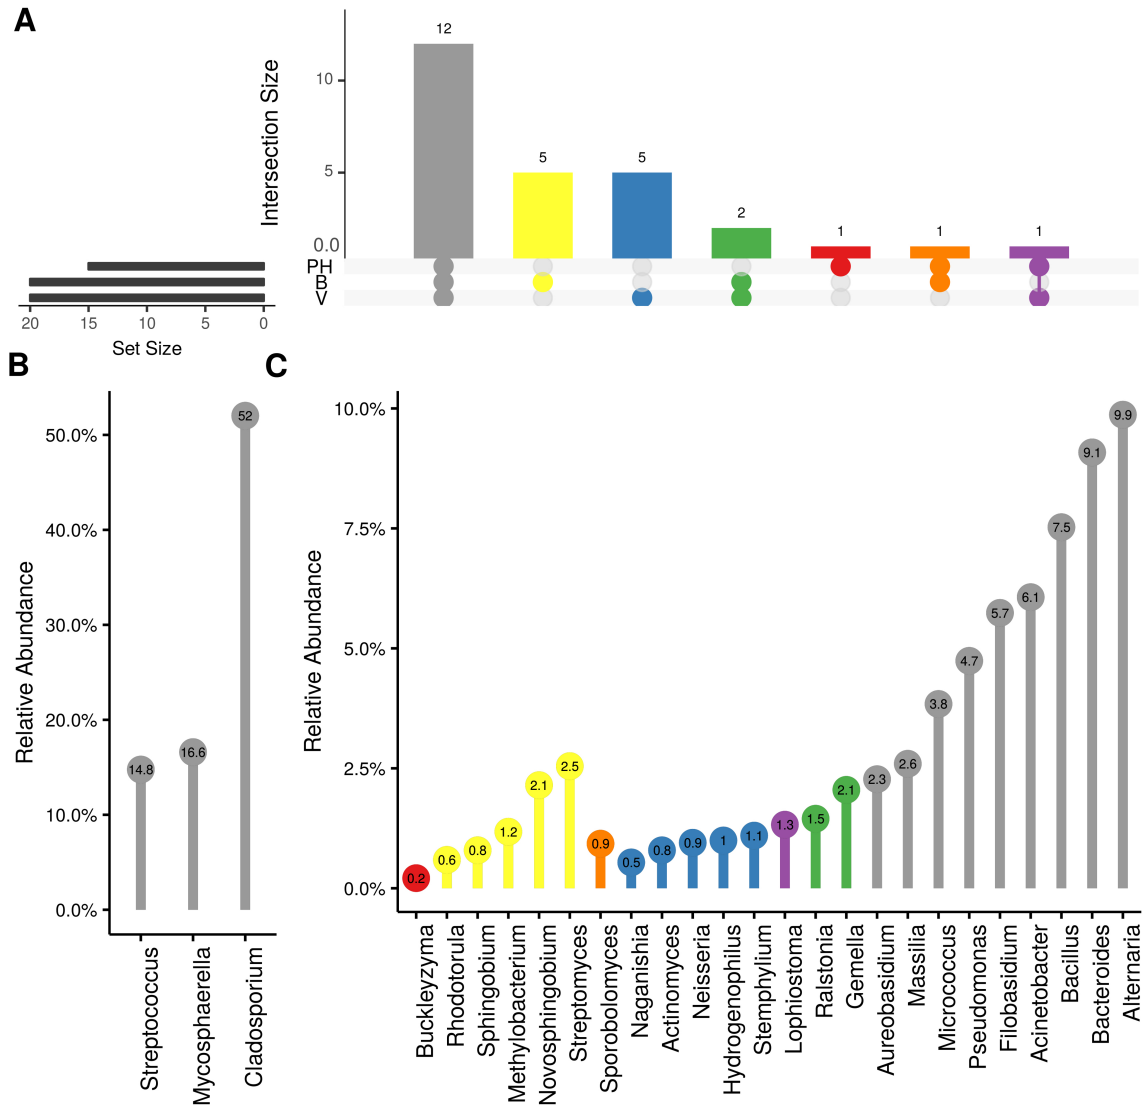 A
Intersection Size
10
5
0.0
12
5
5
2
1
1
1
PH
B
V
20
15
10
5
0
Set Size
B
Relative Abundance
50.0%
40.0%
30.0%
20.0%
10.0%
0.0%
14.8
16.6
52
Streptococcus
Mycosphaerella
Cladosporium
C
Relative Abundance
10.0%
7.5%
5.0%
2.5%
0.0%
0.2
0.6
0.8
1.2
2.1
2.5
0.9
0.5
0.8
0.9
1
1.1
1.3
1.5
2.1
2.3
2.6
3.8
4.7
5.7
6.1
7.5
9.1
9.9
Buckleyzyma
Rhodotorula
Sphingobium
Methylobacterium
Novosphingobium
Streptomyces
Sporobolomyces
Naganishia
Actinomyces
Neisseria
Hydrogenophilus
Stemphylium
Lophiostoma
Ralstonia
Gemella
Aureobasidium
Massilia
Micrococcus
Pseudomonas
Filobasidium
Acinetobacter
Bacillus
Bacteroides
Alternaria